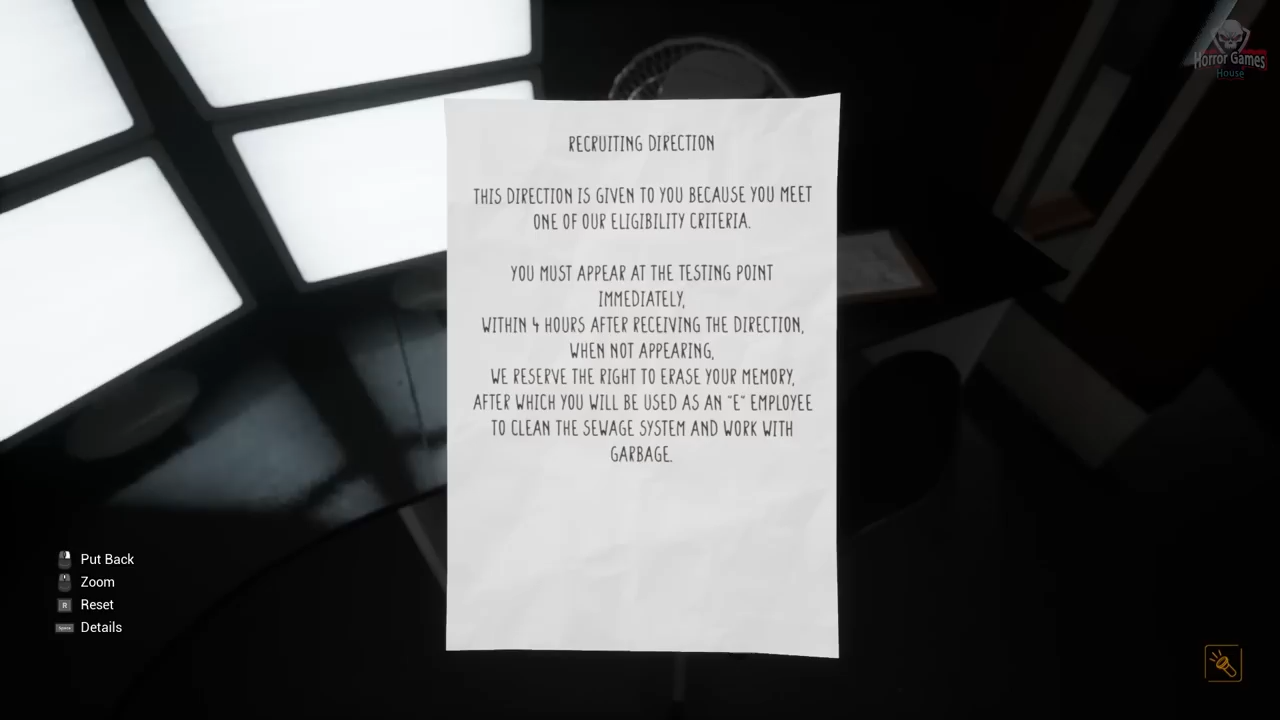 Horror Games
House
RECRUITING DIRECTION
THIS DIRECTION IS GIVEN TO YOU BECAUSE YOU MEET
ONE OF OUR ELIGIBILITY CRITERIA.
YOU MUST APPEAR AT THE TESTING POINT
IMMEDIATELY,
WITHIN 4 HOURS AFTER RECEIVING THE DIRECTION,
WHEN NOT APPEARING,
WE RESERVE THE RIGHT TO ERASE YOUR MEMORY,
AFTER WHICH YOU WILL BE USED AS AN "E" EMPLOYEE
TO CLEAN THE SEWAGE SYSTEM AND WORK WITH
GARBAGE.
Put Back
Zoom
R Reset
Space Details